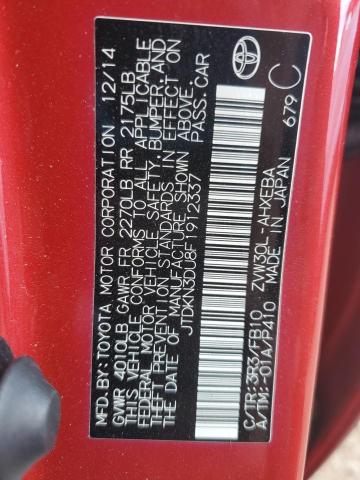 MFD. BY: TOYOTA MOTOR CORPORATION 12/14
GVWR 4010LB GAWR FR 2270LB RR 2175LB
THIS VEHICLE CONFORMS TO ALL APPLICABLE
FEDERAL MOTOR VEHICLE SAFETY, BUMPER, AND
THEFT PREVENTION STANDARDS IN EFFECT ON
THE DATE OF MANUFACTURE SHOWN ABOVE.
JTDKN3DU8F1912337 PASS. CAR
C/TR: 3R3/FB10 ZVW30L-AHXEBA
A/TM: -01A/P410 MADE IN JAPAN 679 C
TOYOTA